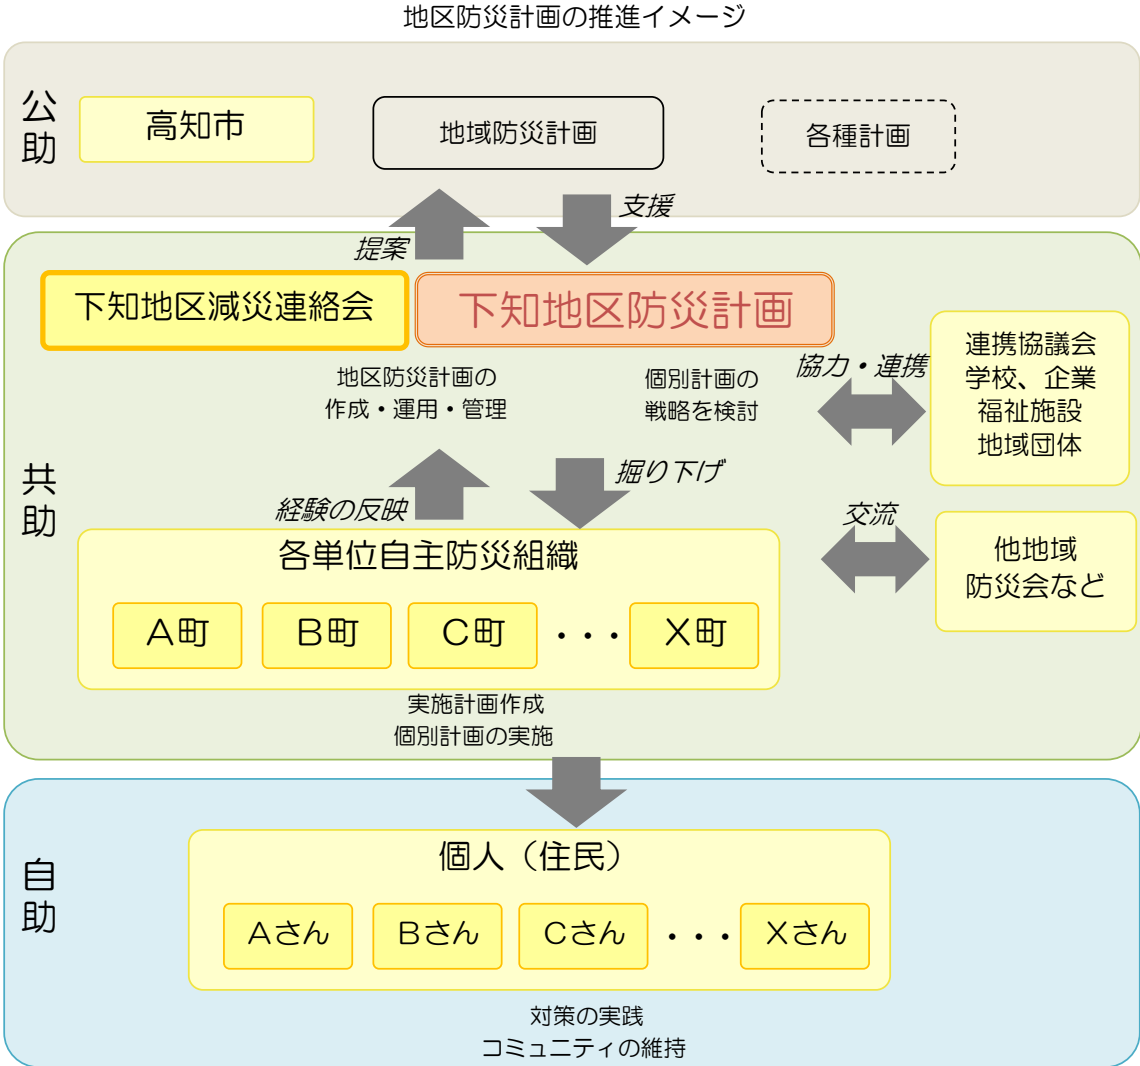 地区防災計画の推進イメージ
公助
高知市
地域防災計画
各種計画
提案
支援
共助
下知地区減災連絡会
下知地区防災計画
地区防災計画の
作成・運用・管理
個別計画の
戦略を検討
協力・連携
連携協議会
学校、企業
福祉施設
地域団体
経験の反映
掘り下げ
交流
他地域
防災会など
各単位自主防災組織
A町
B町
C町
・・・
X町
実施計画作成
個別計画の実施
自助
個人（住民）
Aさん
Bさん
Cさん
・・・
Xさん
対策の実践
コミュニティの維持